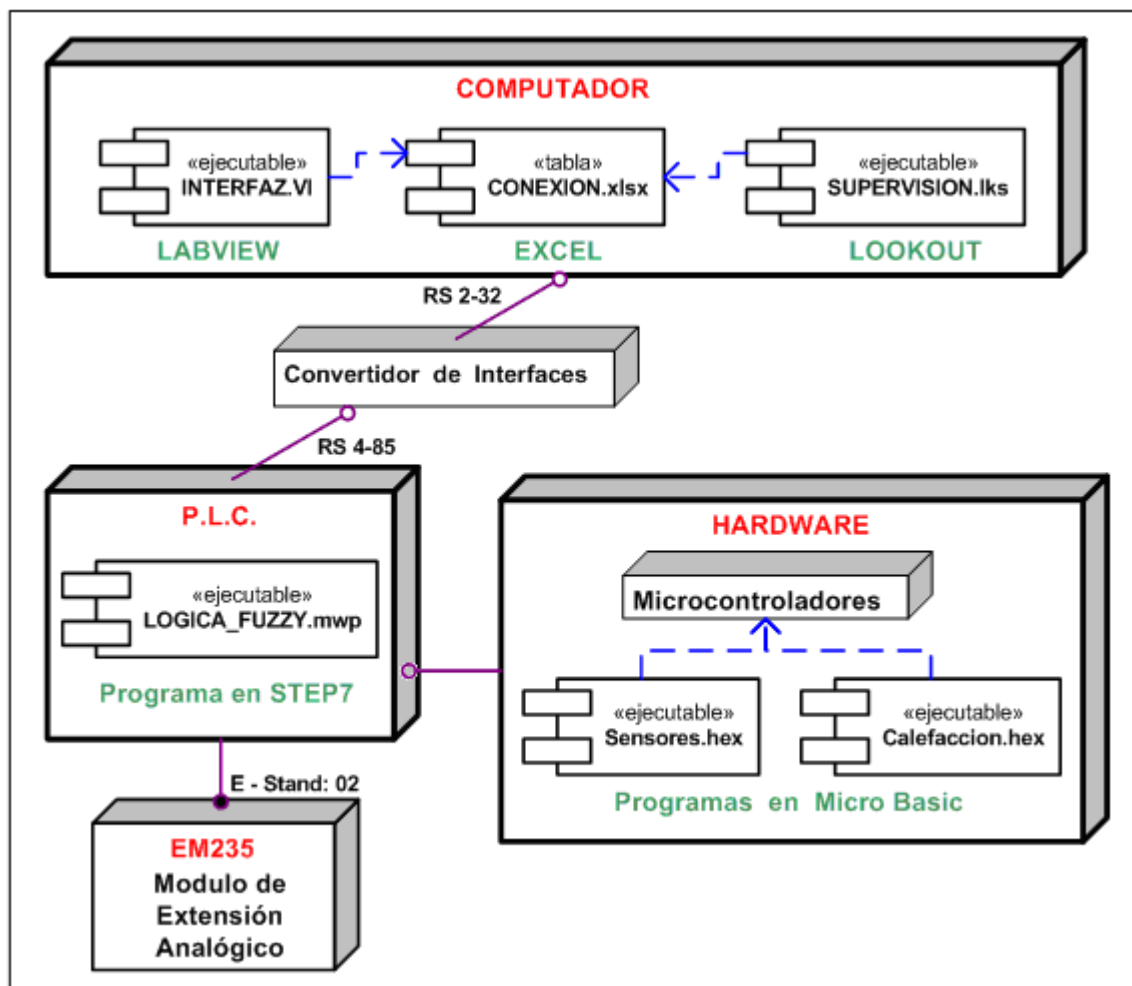 COMPUTADOR
«ejecutable»
INTERFAZ.VI
LABVIEW
«tabla»
CONEXION.xlsx
EXCEL
«ejecutable»
SUPERVISION.lks
LOOKOUT
RS 2-32
Convertidor de Interfaces
RS 4-85
P.L.C.
«ejecutable»
LOGICA_FUZZY.mwp
Programa en STEP7
HARDWARE
Microcontroladores
«ejecutable»
Sensores.hex
«ejecutable»
Calefaccion.hex
Programas en Micro Basic
E - Stand: 02
EM235
Modulo de
Extensión
Analógico